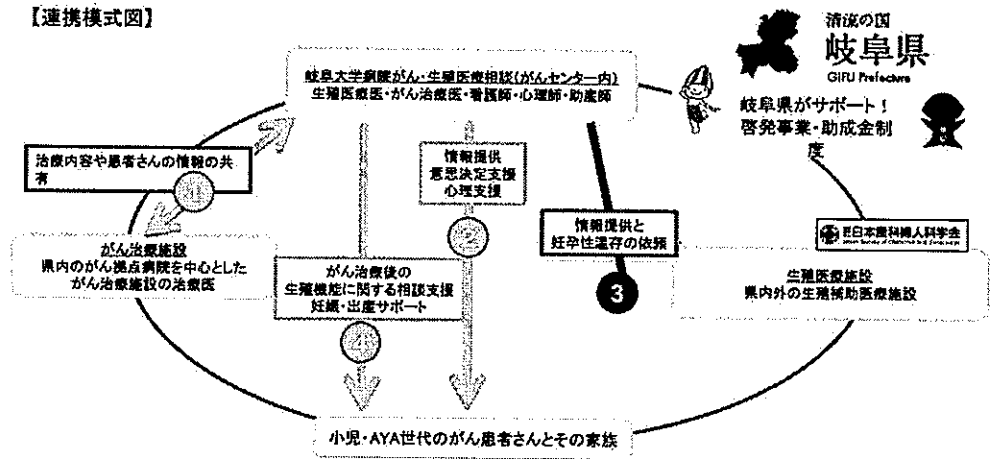 【連携模式図】
清流の国
岐阜県
GIFU Prefecture
岐阜県がサポート！
啓発事業・助成金制
度
岐阜大学病院がん・生殖医療相談(がんセンター内)
生殖医療医・がん治療医・看護師・心理師・助産師
治療内容や患者さんの情報の共
有
①
情報提供
意思決定支援
心理支援
②
情報提供と
妊孕性温存の依頼
3
日本産科婦人科学会
がん治療施設
県内のがん拠点病院を中心とした
がん治療施設の治療医
がん治療後の
生殖機能に関する相談支援
妊娠・出産サポート
④
生殖医療施設
県内外の生殖補助医療施設
小児・AYA世代のがん患者さんとその家族